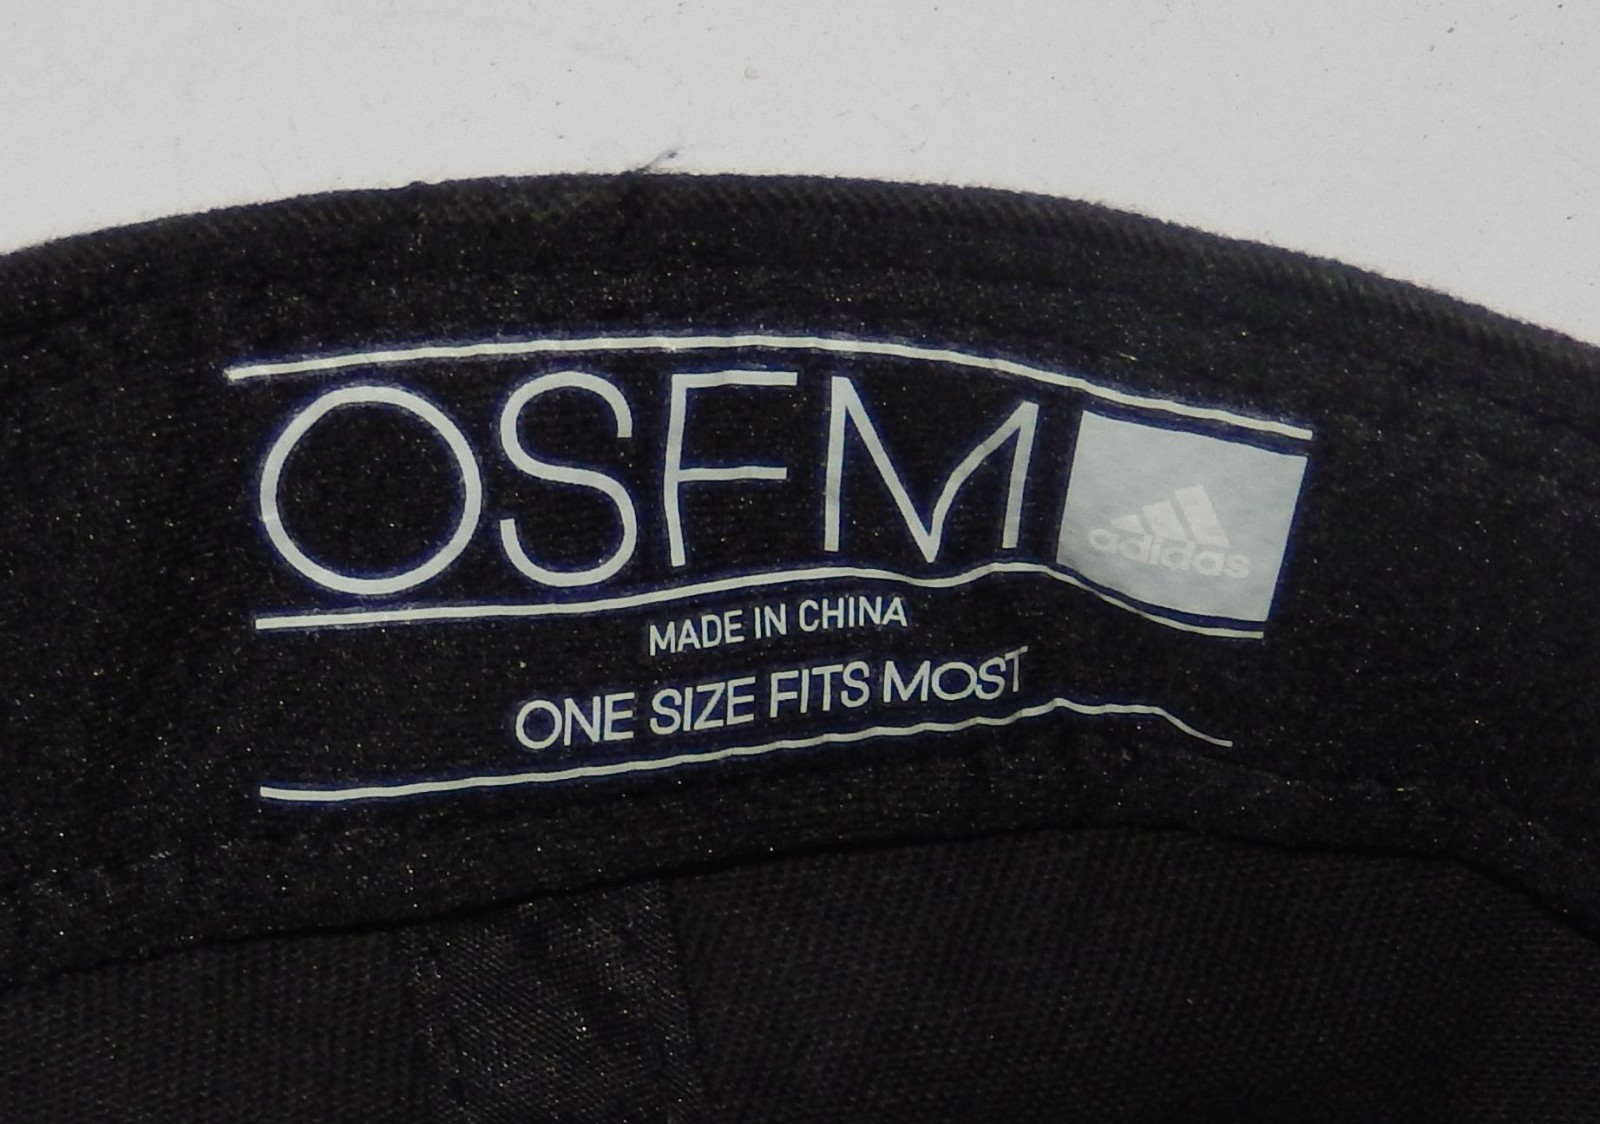 OSFM
adidas
MADE IN CHINA
ONE SIZE FITS MOST